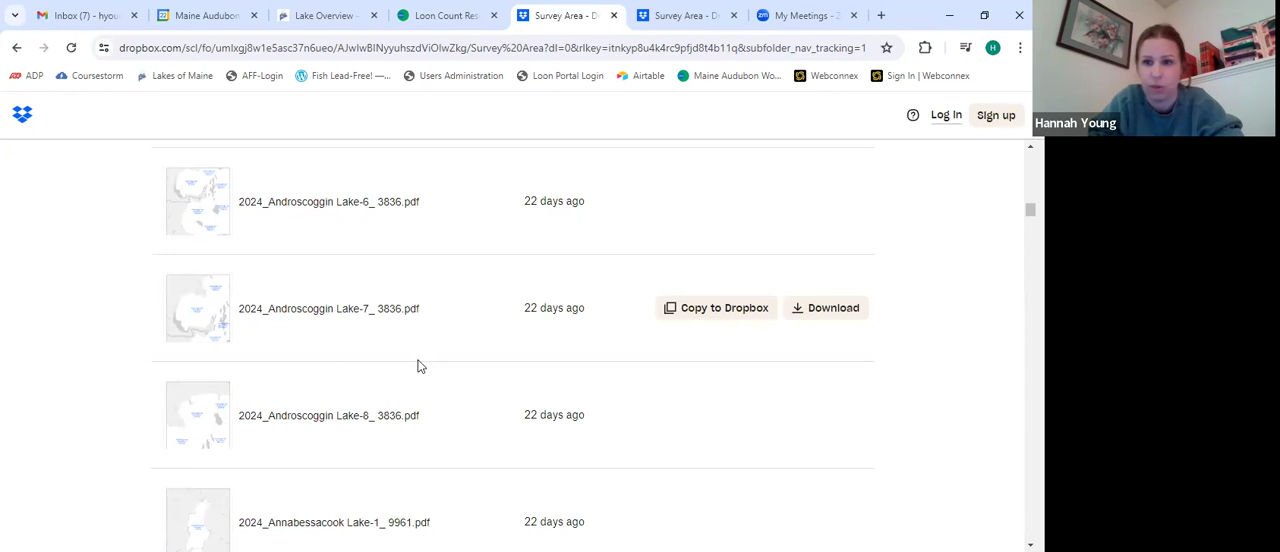 Inbox (7) - hyou
Maine Audubon
Lake Overview -
Loon Count Res
Survey Area - D
Survey Area - D
My Meetings - Z
dropbox.com/scl/fo/umlxgj8w1e5asc37n6ueo/AJwIwBlNyyuhszdViOlwZkg/Survey%20Area?dl=0&rlkey=itnkyp8u4k4rc9pfjd8t4b11q&subfolder_nav_tracking=1
H
ADP
Coursestorm
Lakes of Maine
AFF-Login
Fish Lead-Free! —...
Users Administration
Loon Portal Login
Airtable
Maine Audubon Wo...
Webconnex
Sign In | Webconnex
Log in
Sign up
Hannah Young
2024_Androscoggin Lake-6_ 3836.pdf
22 days ago
2024_Androscoggin Lake-7_ 3836.pdf
22 days ago
Copy to Dropbox
Download
2024_Androscoggin Lake-8_ 3836.pdf
22 days ago
2024_Annabessacook Lake-1_ 9961.pdf
22 days ago